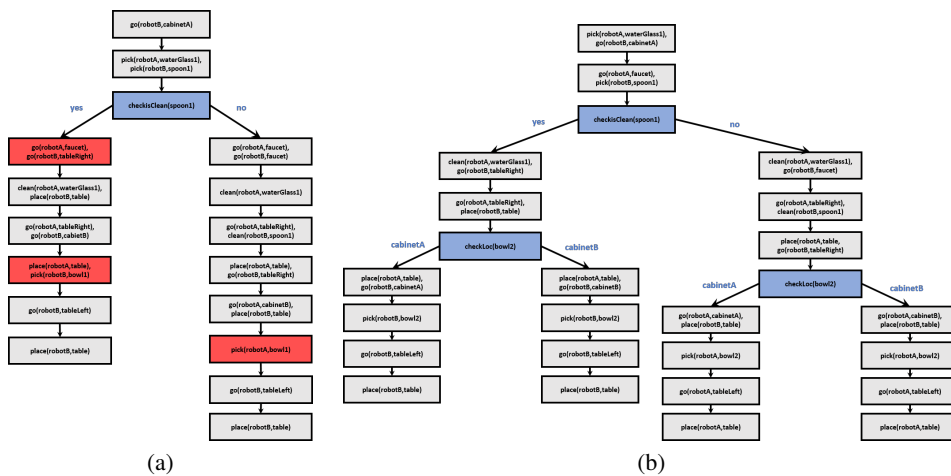 go(robotB,cabinetA)
pick(robotA,waterGlass1),
pick(robotB,spoon1)
checkisClean(spoon1)
yes
no
go(robotA,faucet),
go(robotB,tableRight)
clean(robotA,waterGlass1),
place(robotB,table)
go(robotA,tableRight),
go(robotB,cabietB)
place(robotA,table),
pick(robotB,bowl1)
go(robotB,tableLeft)
place(robotB,table)
go(robotA,faucet),
go(robotB,faucet)
clean(robotA,waterGlass1)
go(robotA,tableRight),
clean(robotB,spoon1)
place(robotA,table),
go(robotB,tableRight)
go(robotA,cabinetB),
place(robotB,table)
pick(robotA,bowl1)
go(robotB,tableLeft)
place(robotB,table)
(a)
pick(robotA,waterGlass1),
go(robotB,cabinetA)
go(robotA,faucet),
pick(robotB,spoon1)
checkisClean(spoon1)
yes
no
clean(robotA,waterGlass1),
go(robotB,tableRight)
go(robotA,tableRight),
place(robotB,table)
checkLoc(bowl2)
cabinetA
cabinetB
place(robotA,table),
go(robotB,cabinetA)
pick(robotB,bowl2)
go(robotB,tableLeft)
place(robotB,table)
place(robotA,table),
go(robotB,cabinetB)
pick(robotB,bowl2)
go(robotB,tableLeft)
place(robotB,table)
clean(robotA,waterGlass1),
go(robotB,faucet)
go(robotA,tableRight),
clean(robotB,spoon1)
place(robotA,table,
go(robotB,tableRight)
checkLoc(bowl2)
cabinetA
cabinetB
go(robotA,cabinetA),
place(robotB,table)
pick(robotA,bowl2)
go(robotA,tableLeft)
place(robotA,table)
go(robotA,cabinetB),
place(robotB,table)
pick(robotA,bowl2)
go(robotA,tableLeft)
place(robotA,table)
(b)